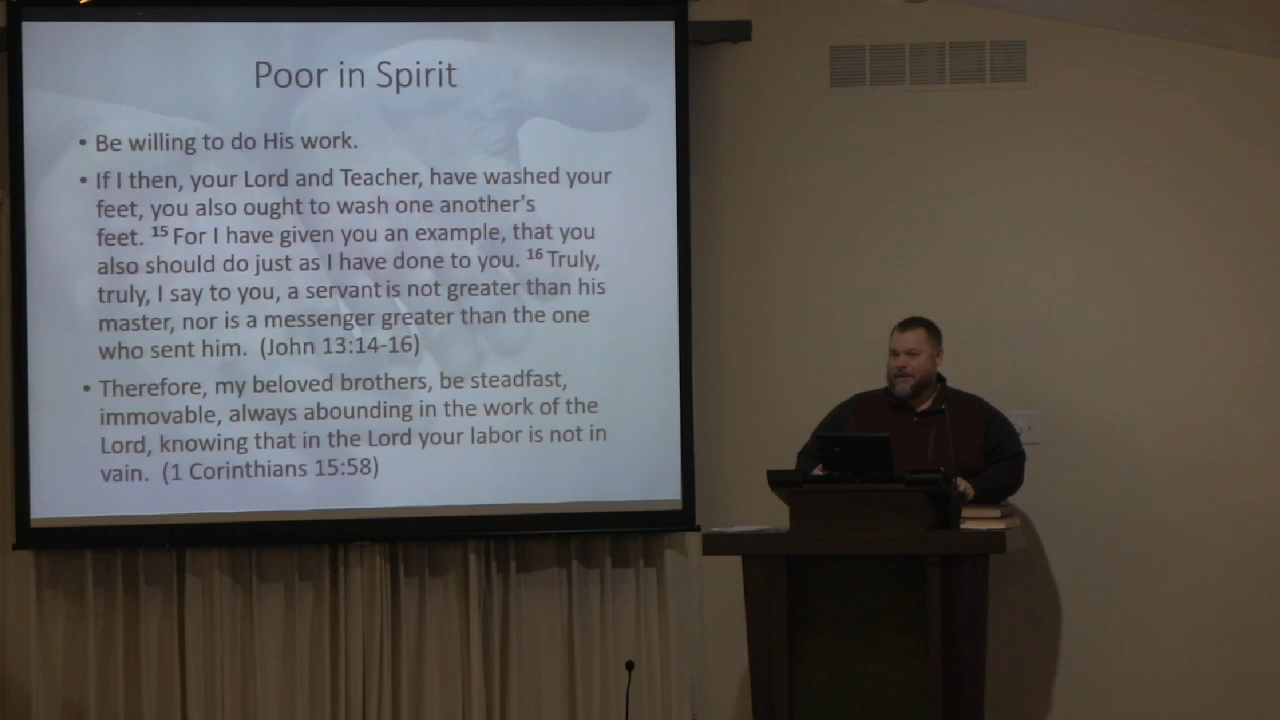 Poor in Spirit
• Be willing to do His work.
• If I then, your Lord and Teacher, have washed your
feet, you also ought to wash one another's
feet. ¹⁵ For I have given you an example, that you
also should do just as I have done to you. ¹⁶ Truly,
truly, I say to you, a servant is not greater than his
master, nor is a messenger greater than the one
who sent him. (John 13:14-16)
• Therefore, my beloved brothers, be steadfast,
immovable, always abounding in the work of the
Lord, knowing that in the Lord your labor is not in
vain. (1 Corinthians 15:58)